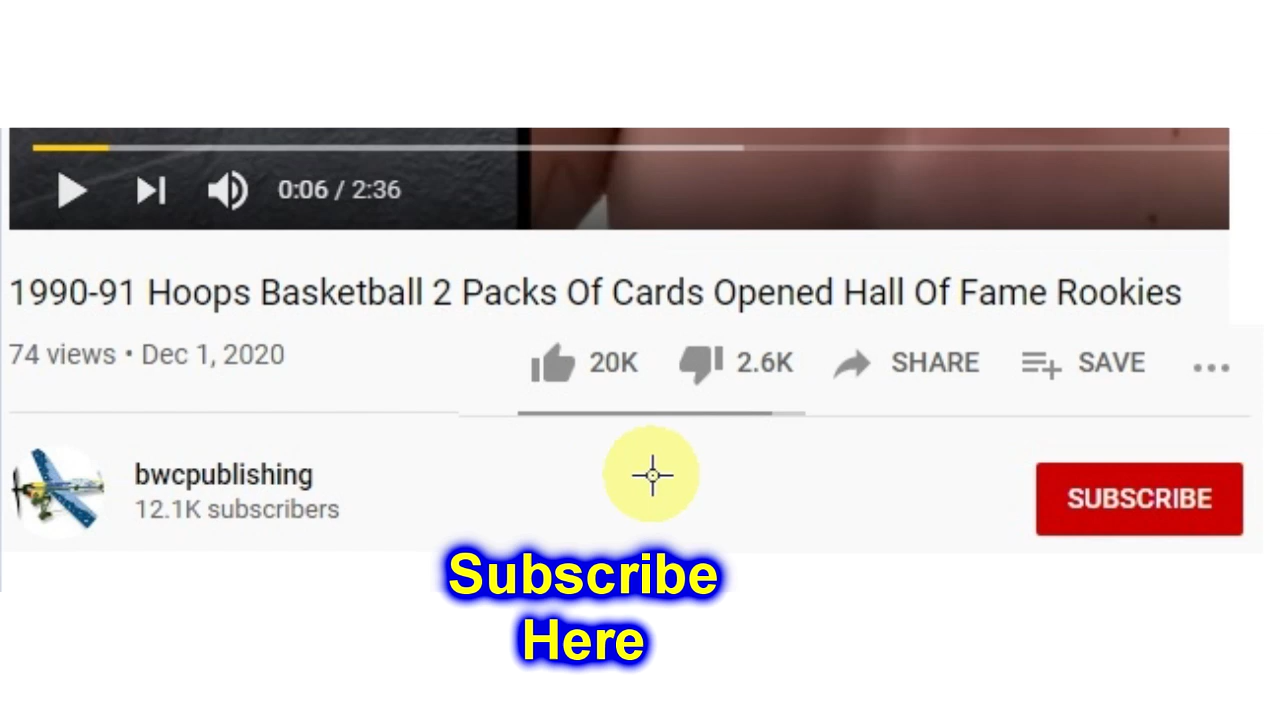 0:06 / 2:36
1990-91 Hoops Basketball 2 Packs Of Cards Opened Hall Of Fame Rookies
74 views • Dec 1, 2020
20K 2.6K SHARE SAVE
bwcpublishing
12.1K subscribers
SUBSCRIBE
Subscribe
Here